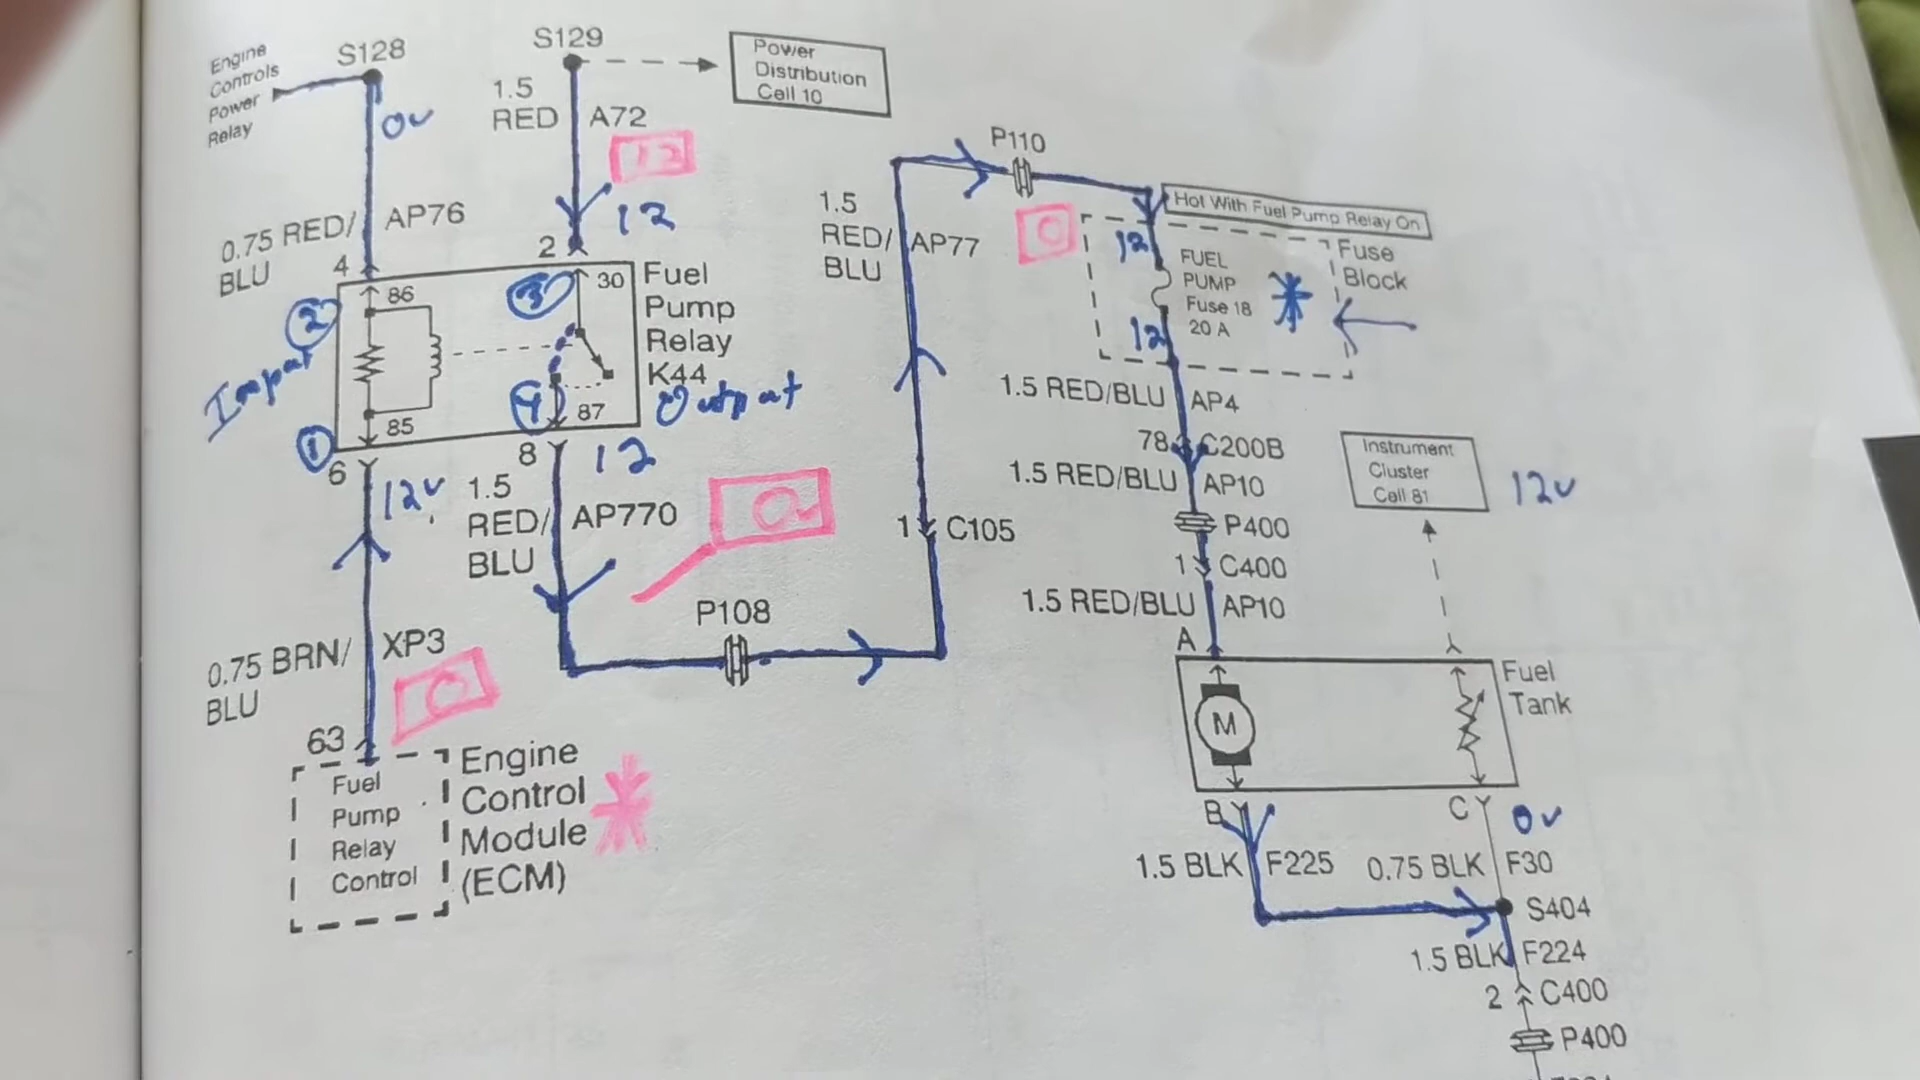 Engine
Controls
Power
Relay
S128
0v
0.75 RED/
BLU
AP76
4
S129
1.5
RED
A72
12
12
2
Power
Distribution
Cell 10
86
30
85
87
2
3
1
4
Input
Fuel
Pump
Relay
K44
Output
6
12v
8
12
1.5
RED/
BLU
AP770
0v
0.75 BRN/
BLU
XP3
0
63
Fuel
Pump
Relay
Control
Engine
Control
Module
(ECM)
P108
1
C105
1.5
RED/
BLU
AP77
P110
0
Hot With Fuel Pump Relay On
12
12
FUEL
PUMP
Fuse 18
20 A
Fuse
Block
1.5 RED/BLU
AP4
78
C200B
1.5 RED/BLU
AP10
P400
1
C400
1.5 RED/BLU
AP10
A
Instrument
Cluster
Cell 81
12v
M
Fuel
Tank
B
C
0v
1.5 BLK
F225
0.75 BLK
F30
S404
1.5 BLK
F224
2
C400
P400